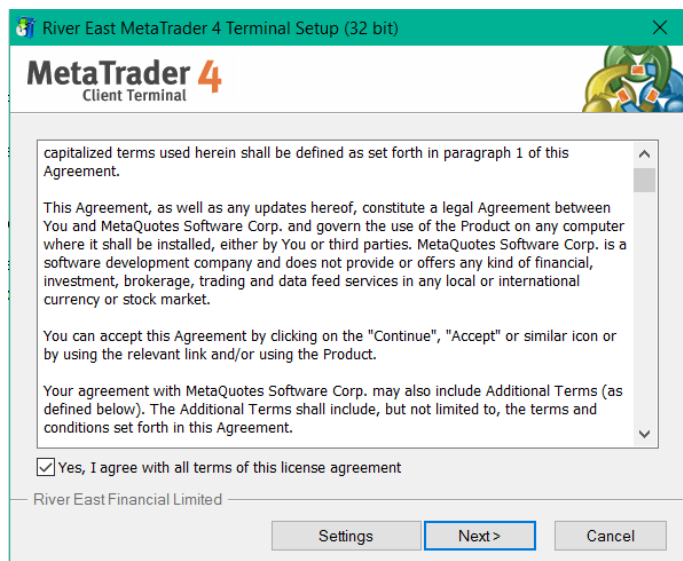 River East MetaTrader 4 Terminal Setup (32 bit)
MetaTrader 4
Client Terminal
capitalized terms used herein shall be defined as set forth in paragraph 1 of this
Agreement.
This Agreement, as well as any updates hereof, constitute a legal Agreement between
You and MetaQuotes Software Corp. and govern the use of the Product on any computer
where it shall be installed, either by You or third parties. MetaQuotes Software Corp. is a
software development company and does not provide or offers any kind of financial,
investment, brokerage, trading and data feed services in any local or international
currency or stock market.
You can accept this Agreement by clicking on the "Continue", "Accept" or similar icon or
by using the relevant link and/or using the Product.
Your agreement with MetaQuotes Software Corp. may also include Additional Terms (as
defined below). The Additional Terms shall include, but not limited to, the terms and
conditions set forth in this Agreement.
Yes, I agree with all terms of this license agreement
River East Financial Limited
Settings
Next >
Cancel